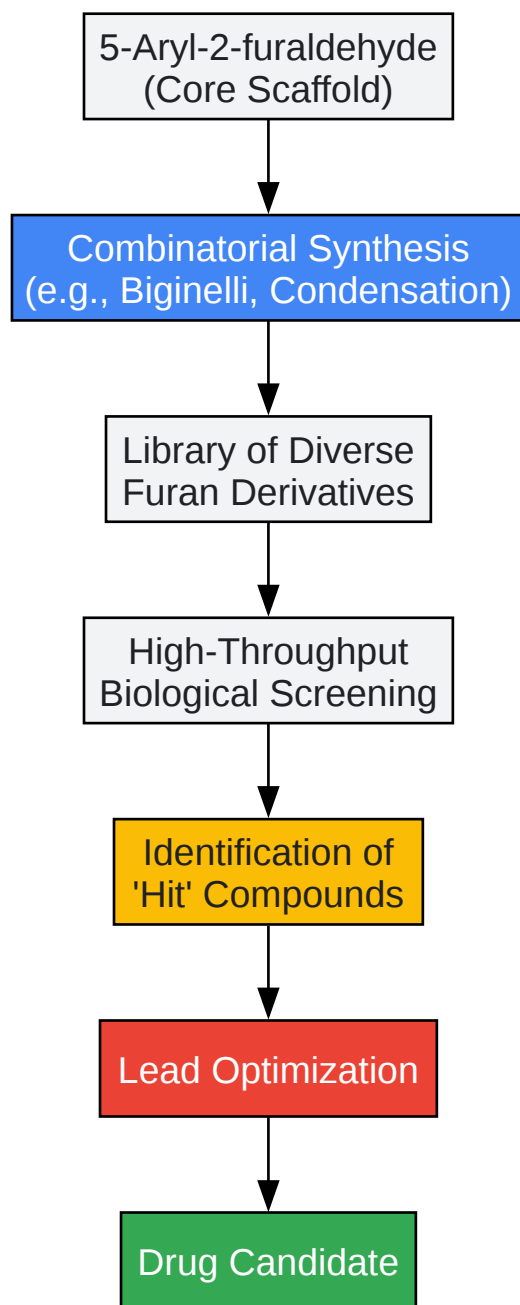 5-Aryl-2-furaldehyde
(Core Scaffold)
Combinatorial Synthesis
(e.g., Biginelli, Condensation)
Library of Diverse
Furan Derivatives
High-Throughput
Biological Screening
Identification of
'Hit' Compounds
Lead Optimization
Drug Candidate